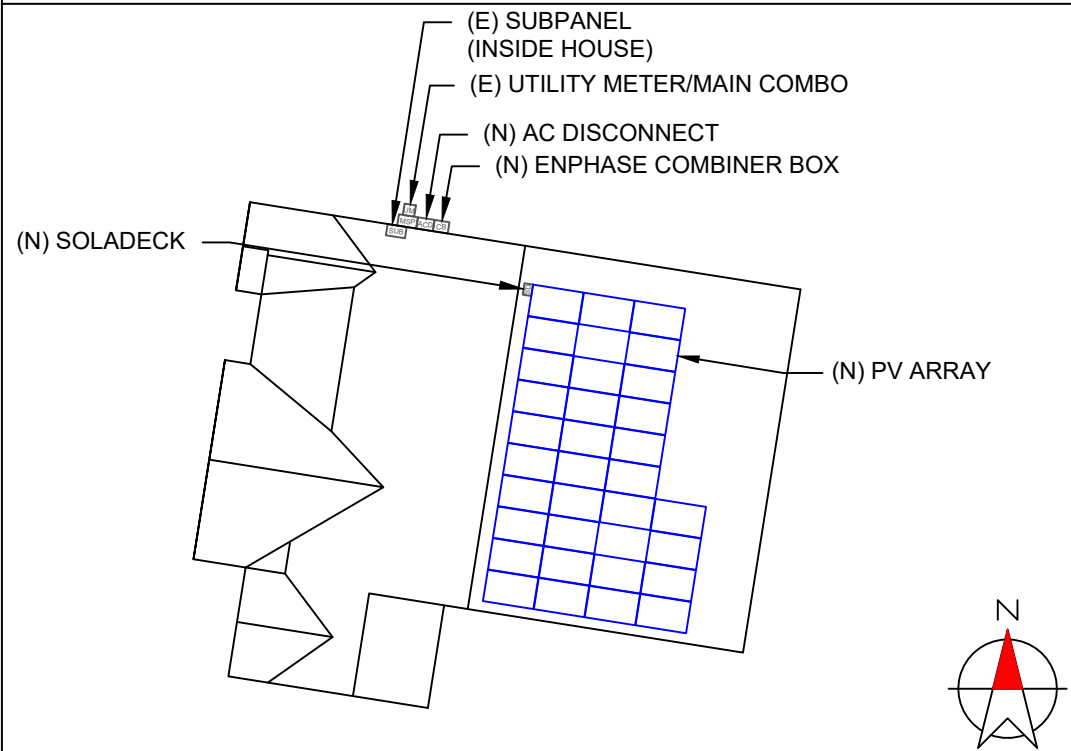 (E) SUBPANEL
(INSIDE HOUSE)
(E) UTILITY METER/MAIN COMBO
(N) AC DISCONNECT
(N) ENPHASE COMBINER BOX
(N) SOLADECK
UM
MSP
ACD
CB
SUB
(N) PV ARRAY
N